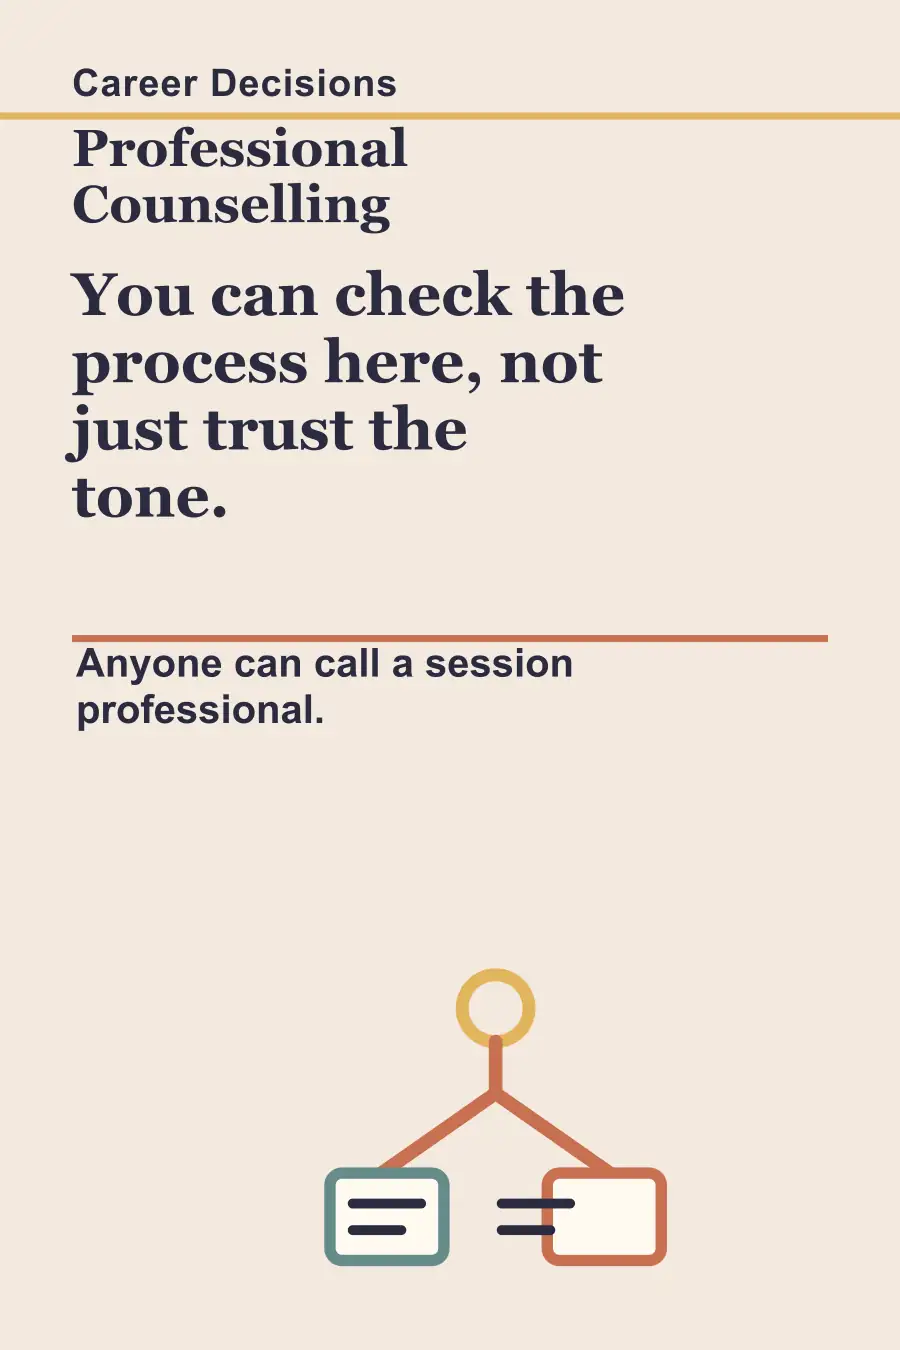 Career Decisions
Professional
Counselling
You can check the
process here, not
just trust the
tone.
Anyone can call a session
professional.